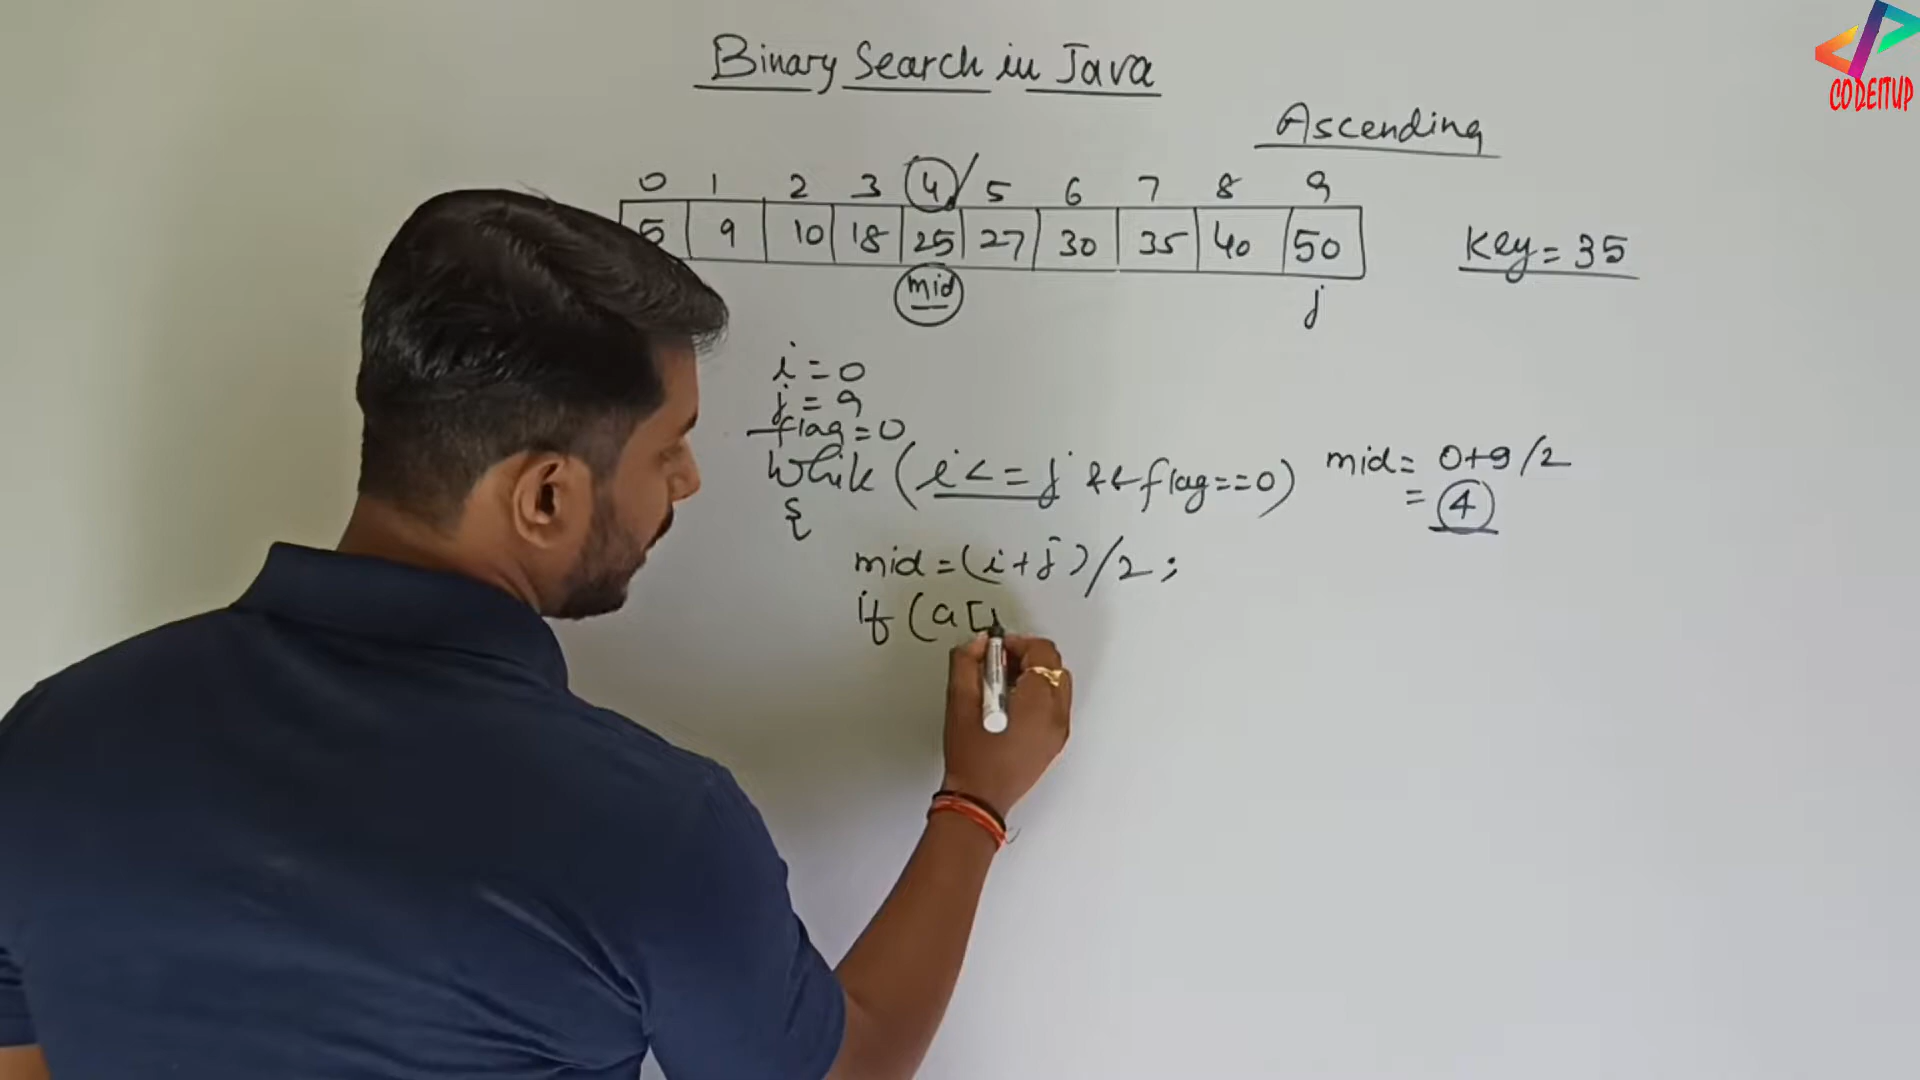 Binary Search in Java
CODEITUP
Ascending
0 1 2 3 4 5 6 7 8 9
5 9 10 18 25 27 30 35 40 50
Key = 35
mid
j
i = 0
j = 9
flag = 0
While (i <= j && flag == 0)
mid = 0+9/2
= 4
{
mid = (i+j)/2;
if (a[